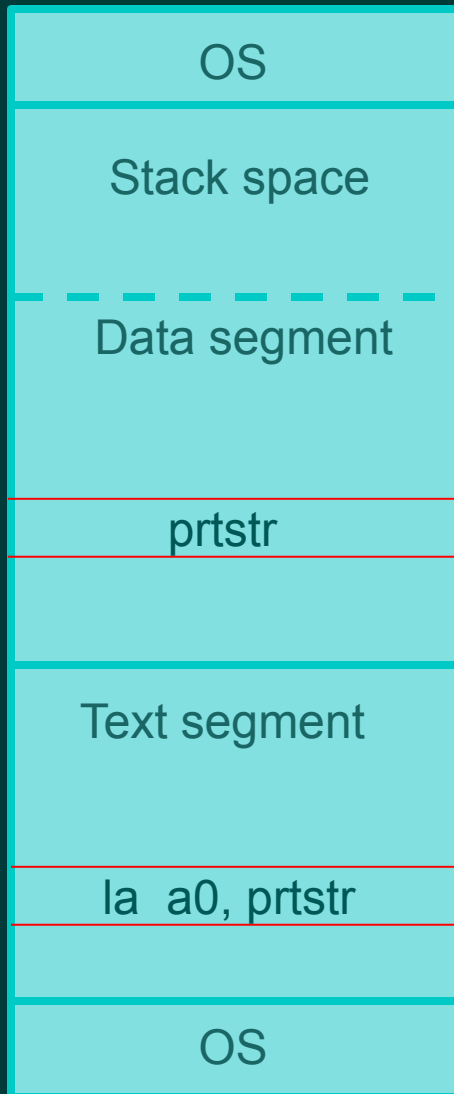 OS
Stack space
Data segment
prtstr
Text segment
la  a0, prtstr
OS